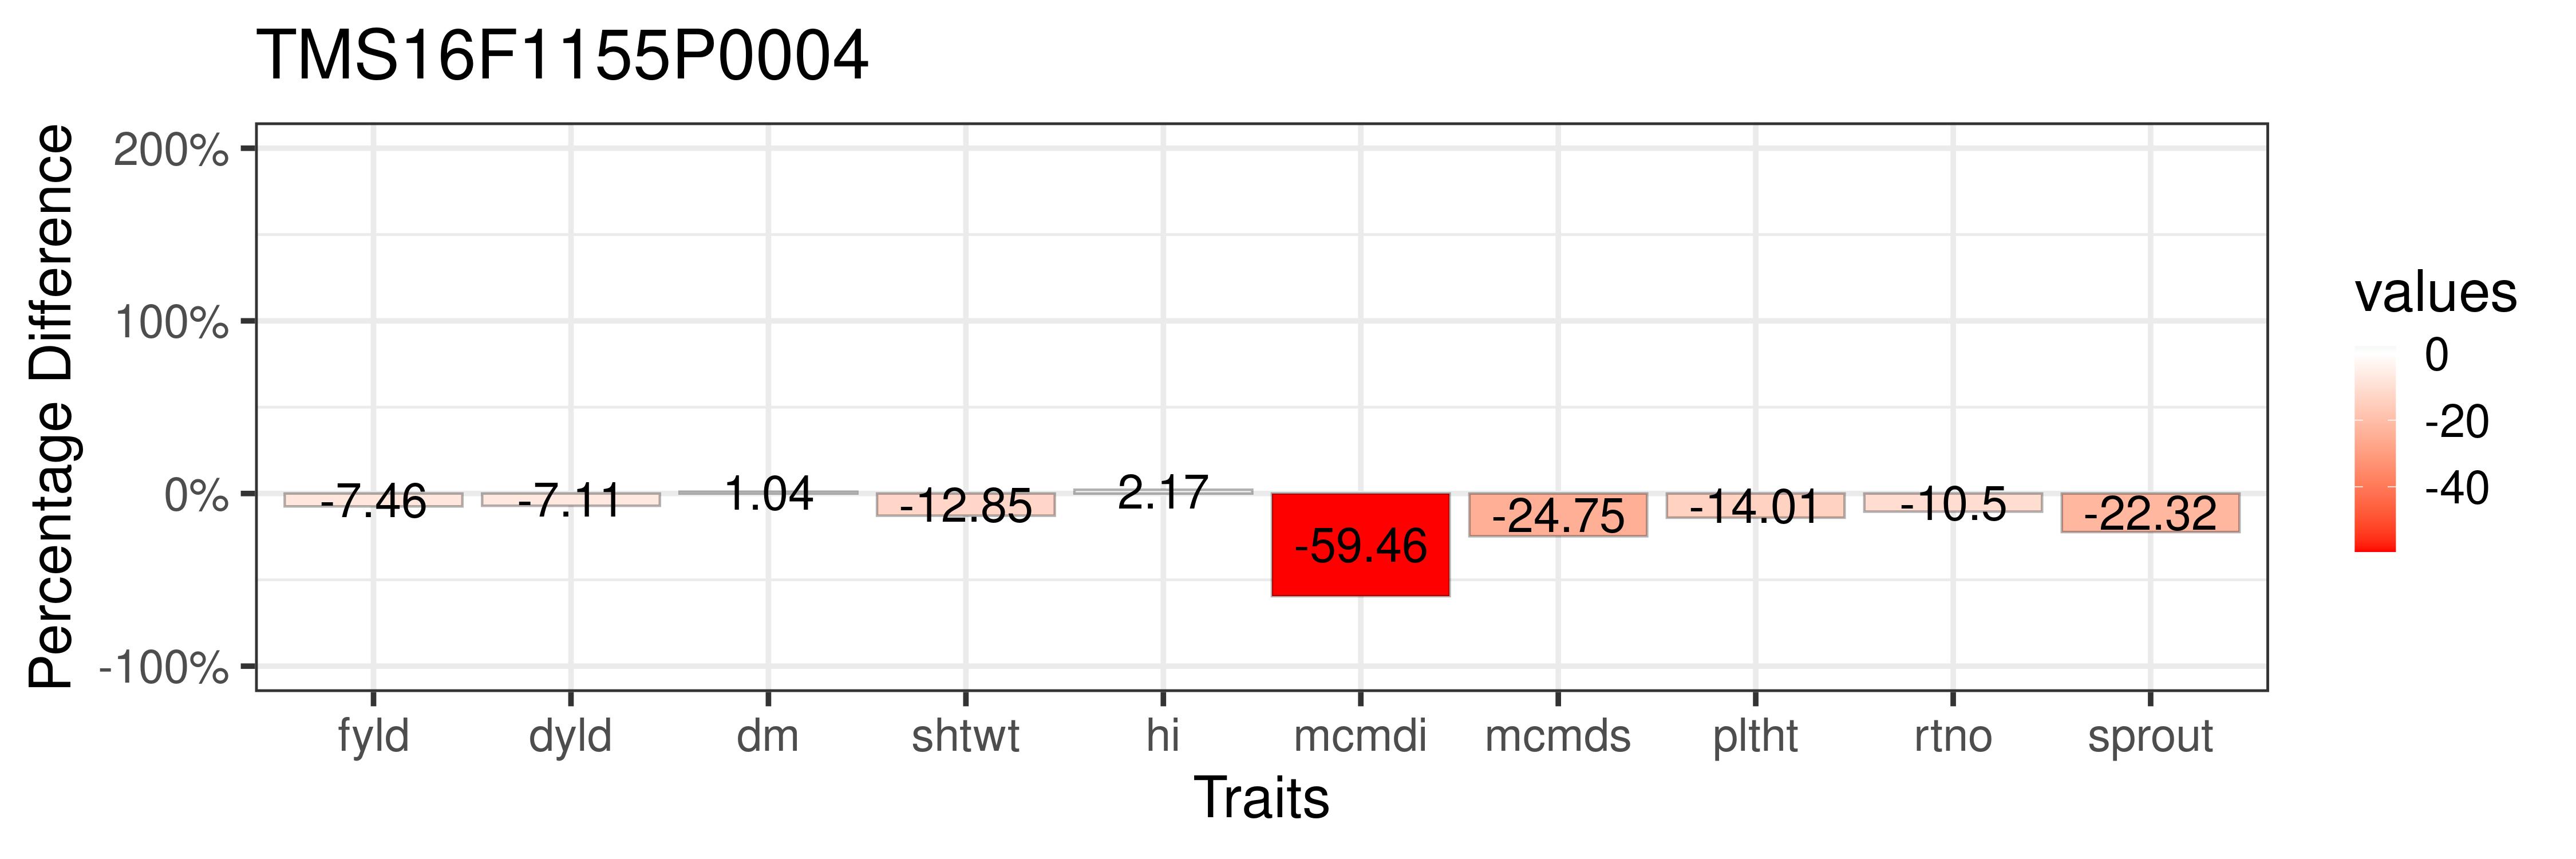 TMS16F1155P0004
Percentage Difference
200%
100%
0%
-100%
-7.46
-7.11
1.04
-12.85
2.17
-59.46
-24.75
-14.01
-10.5
-22.32
fyld
dyld
dm
shtwt
hi
mcmdi
mcmds
pltht
rtno
sprout
Traits
values
0
-20
-40